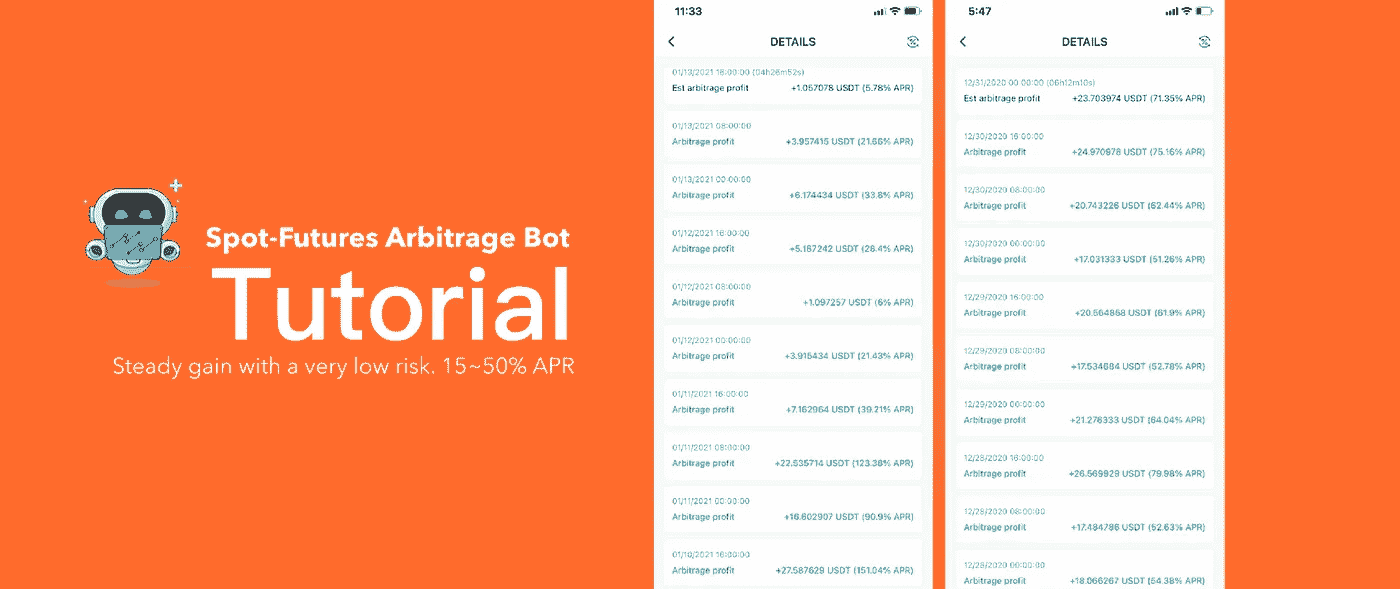 Spot-Futures Arbitrage Bot
Tutorial
Steady gain with a very low risk. 15~50% APR
11:33
DETAILS
01/13/2021 16:00:00 (04h26m52s)
Est arbitrage profit +1.057078 USDT (5.78% APR)
01/13/2021 08:00:00
Arbitrage profit +3.957415 USDT (21.66% APR)
01/13/2021 00:00:00
Arbitrage profit +6.174434 USDT (33.8% APR)
01/12/2021 16:00:00
Arbitrage profit +5.187242 USDT (28.4% APR)
01/12/2021 08:00:00
Arbitrage profit +1.097257 USDT (6% APR)
01/12/2021 00:00:00
Arbitrage profit +3.915434 USDT (21.43% APR)
01/11/2021 16:00:00
Arbitrage profit +7.162964 USDT (39.21% APR)
01/11/2021 08:00:00
Arbitrage profit +22.535714 USDT (123.38% APR)
01/11/2021 00:00:00
Arbitrage profit +16.602907 USDT (90.9% APR)
01/10/2021 16:00:00
Arbitrage profit +27.587629 USDT (151.04% APR)
5:47
DETAILS
12/31/2020 00:00:00 (06h12m10s)
Est arbitrage profit +23.703974 USDT (71.35% APR)
12/30/2020 16:00:00
Arbitrage profit +24.970978 USDT (75.16% APR)
12/30/2020 08:00:00
Arbitrage profit +20.743226 USDT (62.44% APR)
12/30/2020 00:00:00
Arbitrage profit +17.031333 USDT (51.26% APR)
12/29/2020 16:00:00
Arbitrage profit +20.564868 USDT (61.9% APR)
12/29/2020 08:00:00
Arbitrage profit +17.534684 USDT (52.78% APR)
12/29/2020 00:00:00
Arbitrage profit +21.276333 USDT (64.04% APR)
12/28/2020 16:00:00
Arbitrage profit +26.569929 USDT (79.98% APR)
12/28/2020 08:00:00
Arbitrage profit +17.484786 USDT (52.63% APR)
12/28/2020 00:00:00
Arbitrage profit +18.066267 USDT (54.38% APR)